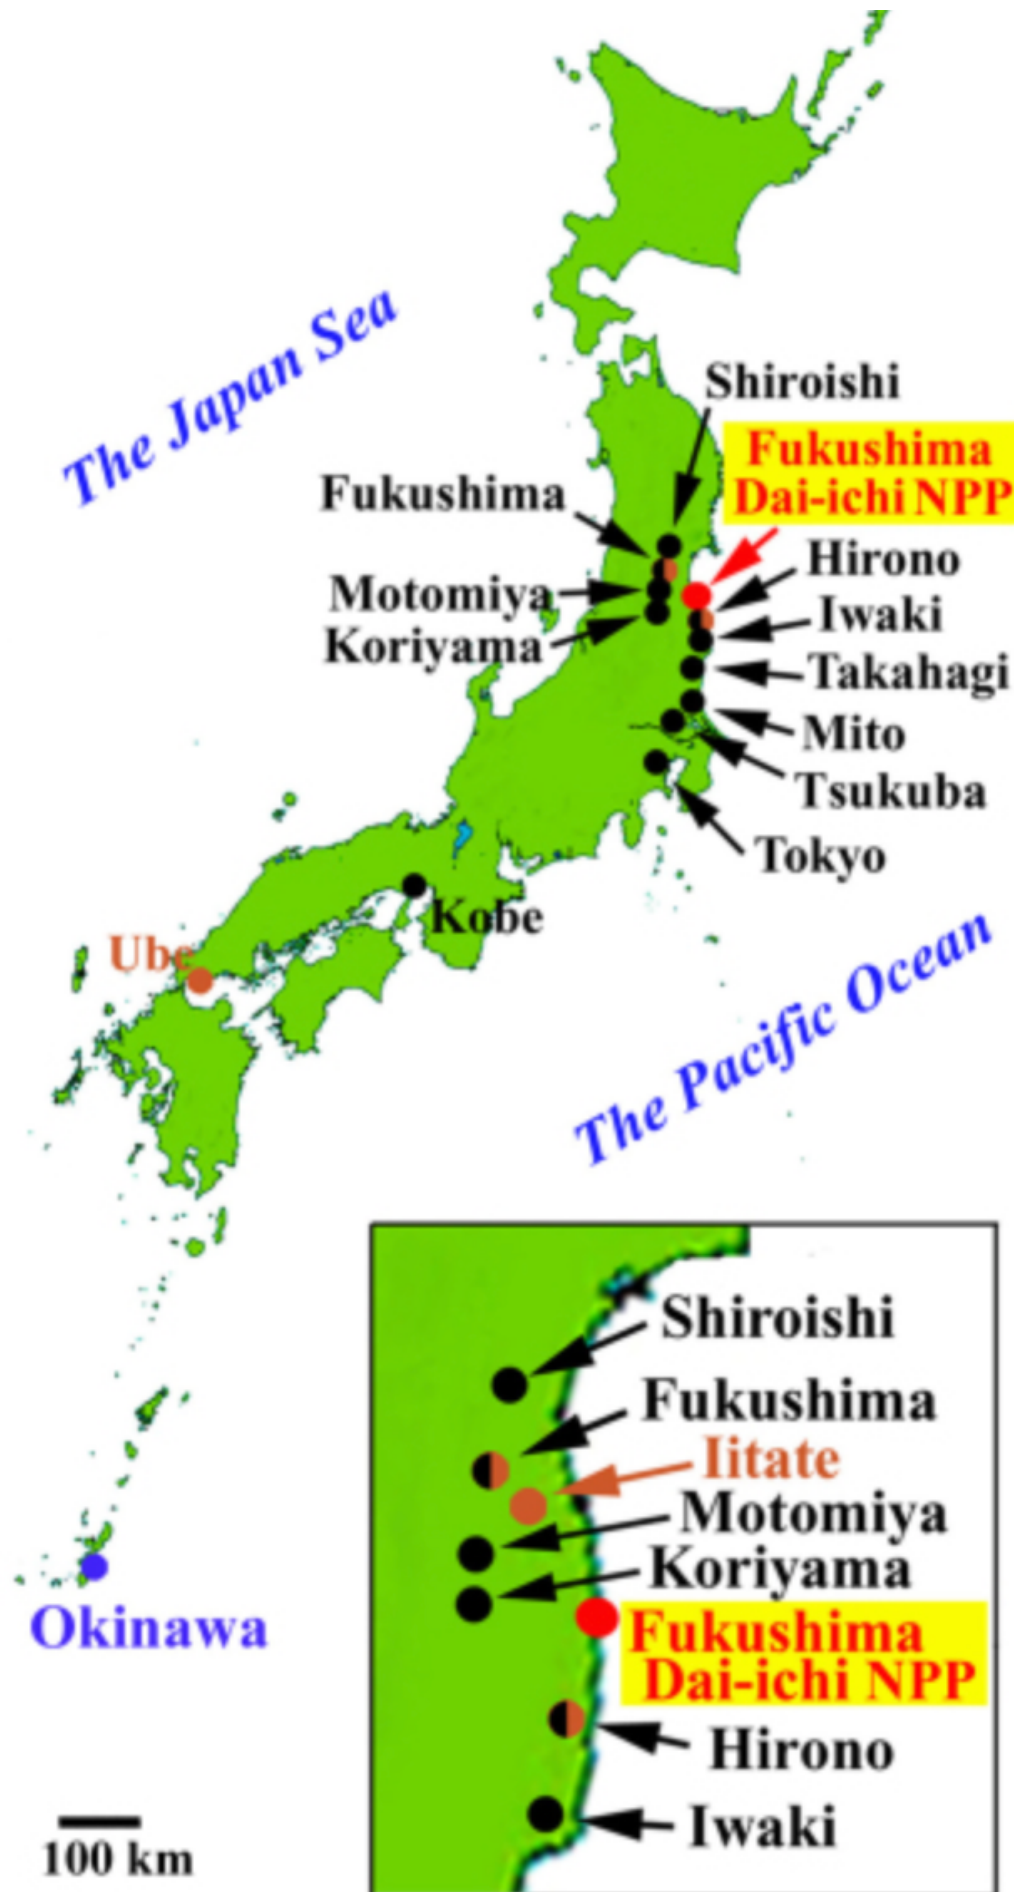 The Japan Sea
Shiroishi
Fukushima
Dai-ichi NPP
Fukushima
Hirono
Motomiya
Iwaki
Koriyama
Takahagi
Mito
Tsukuba
Tokyo
Kobe
Ube
The Pacific Ocean
Shiroishi
Fukushima
Iitate
Motomiya
Koriyama
Okinawa
Fukushima
Dai-ichi NPP
Hirono
Iwaki
100 km